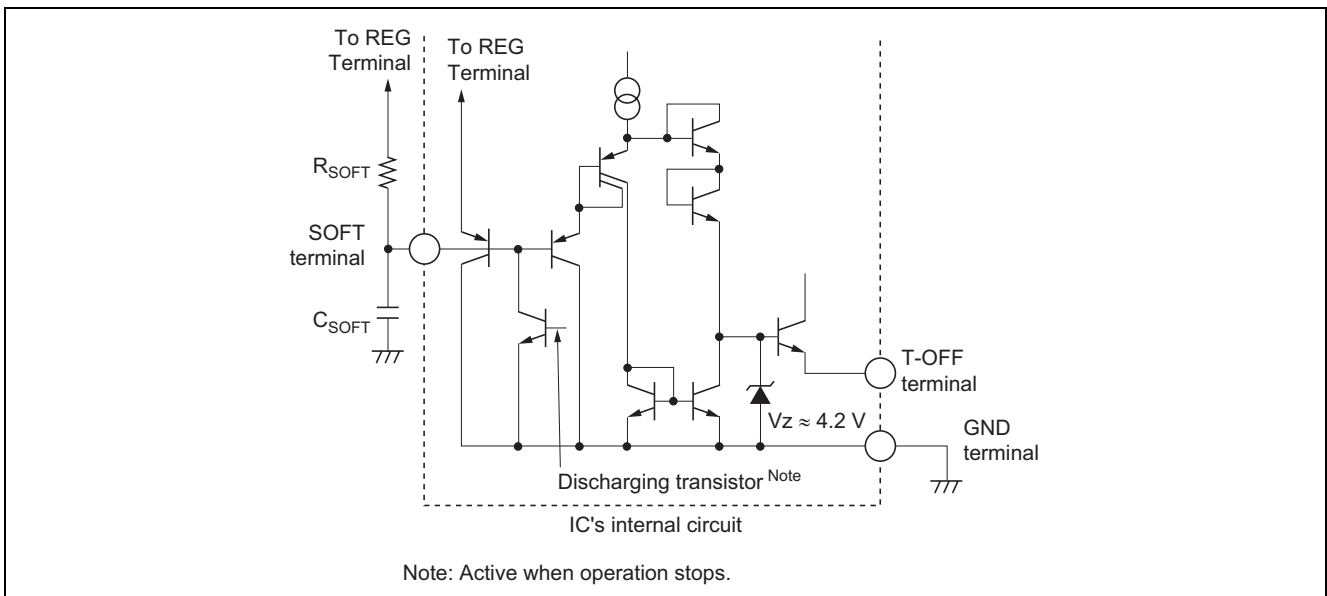 To REG
Terminal
To REG
Terminal
RSOFT
SOFT
terminal
CSOFT
T-OFF
terminal
Vz ≈ 4.2 V
GND
terminal
Discharging transistor Note
IC's internal circuit
Note: Active when operation stops.